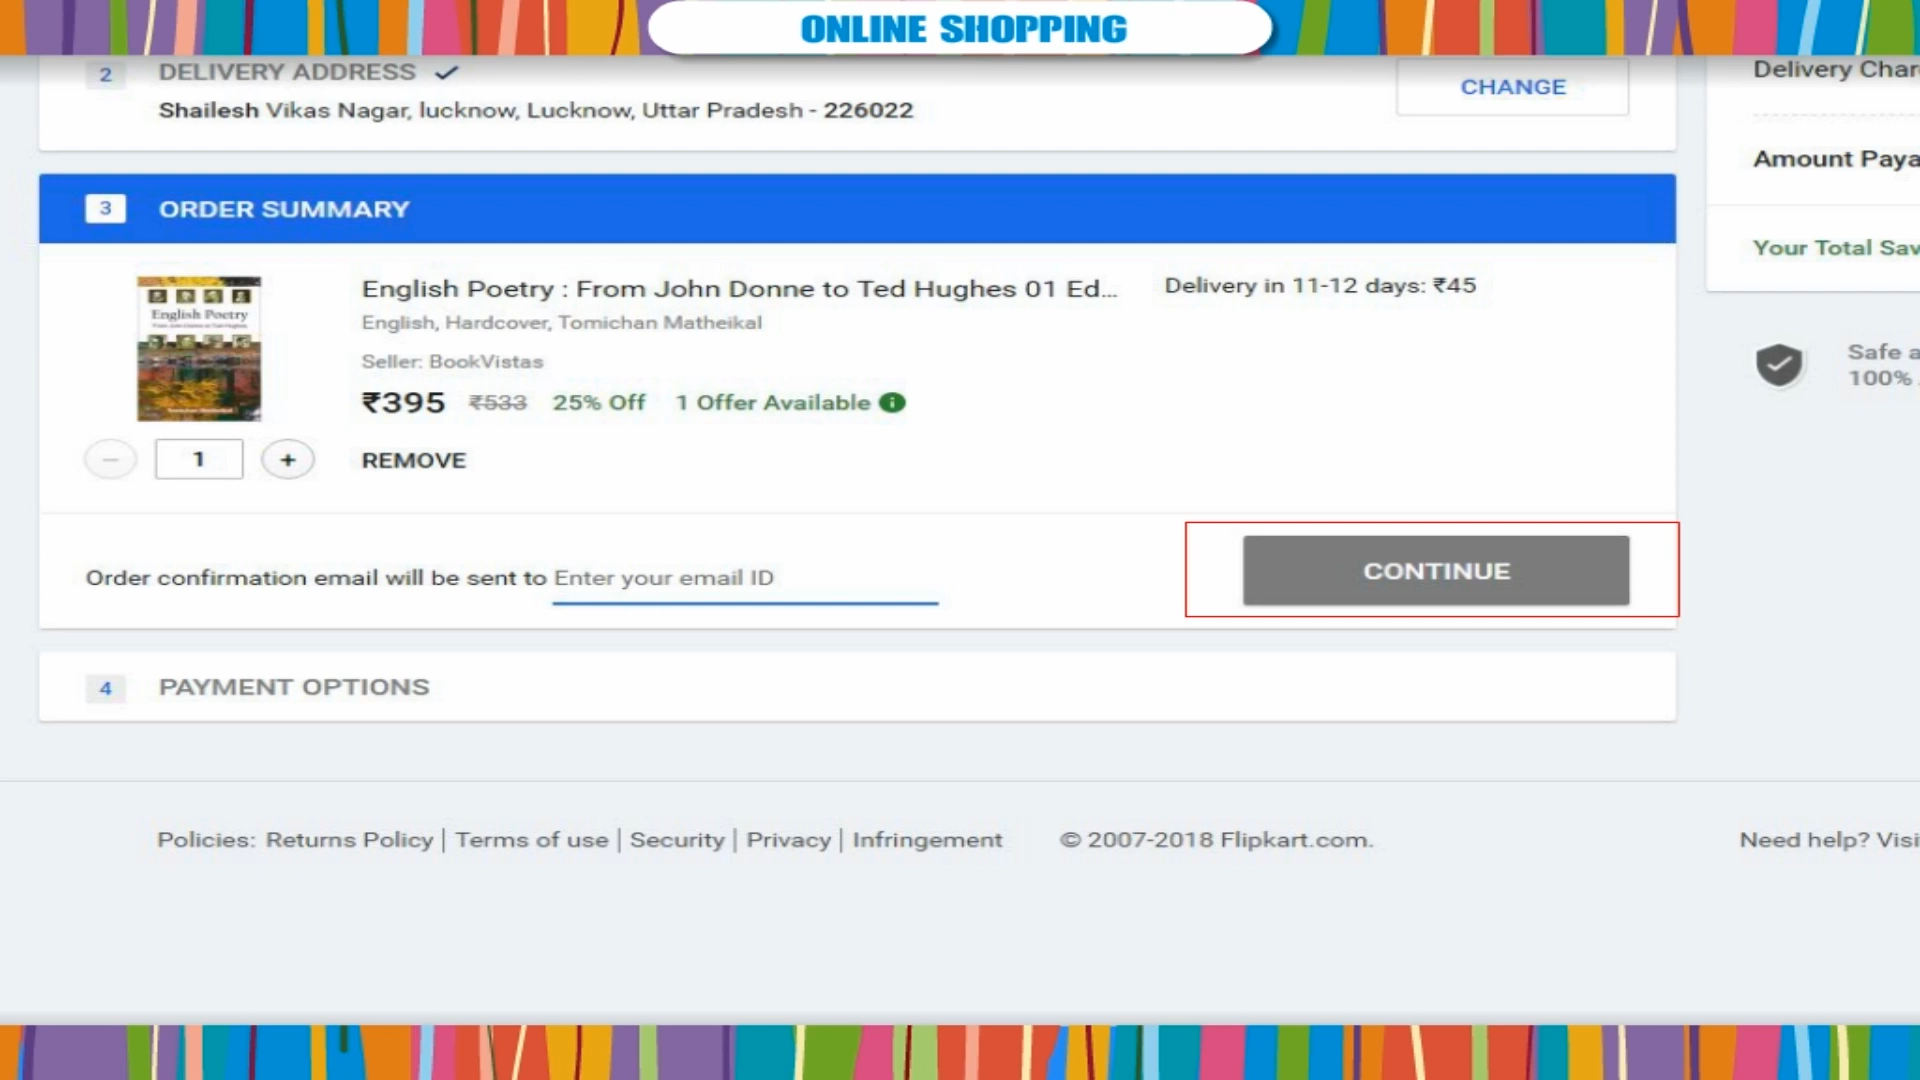 ONLINE SHOPPING
2 DELIVERY ADDRESS
Shailesh Vikas Nagar, lucknow, Lucknow, Uttar Pradesh - 226022
CHANGE
Delivery Char
Amount Paya
Your Total Sav
3 ORDER SUMMARY
English Poetry
English Poetry : From John Donne to Ted Hughes 01 Ed...
Delivery in 11-12 days: ₹45
English, Hardcover, Tomichan Matheikal
Seller: BookVistas
₹395 ₹533 25% Off 1 Offer Available
1
REMOVE
Safe a
100%
Order confirmation email will be sent to Enter your email ID
CONTINUE
4 PAYMENT OPTIONS
Policies: Returns Policy | Terms of use | Security | Privacy | Infringement
© 2007-2018 Flipkart.com.
Need help? Visi